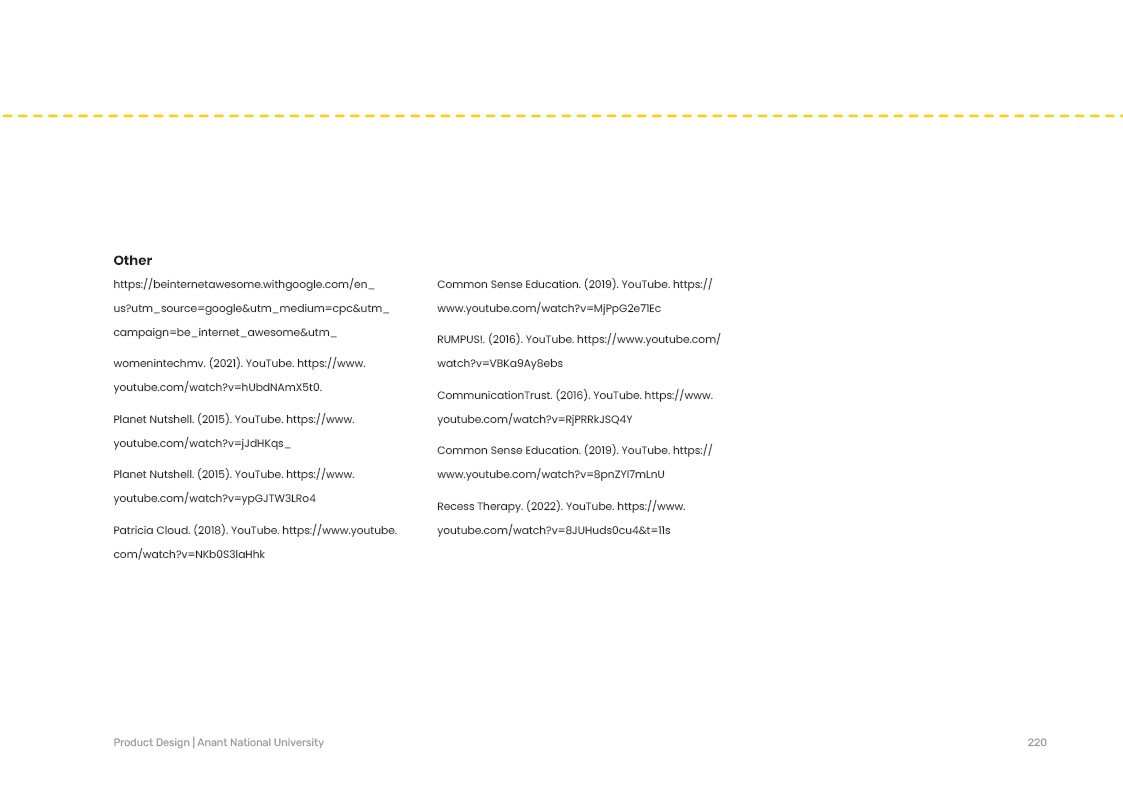 Other
https://beinternetawesome.withgoogle.com/en_
us?utm_source=google&utm_medium=cpc&utm_
campaign=be_internet_awesome&utm_
womenintechmv. (2021). YouTube. https://www.
youtube.com/watch?v=hUbdNAmX5t0.
Planet Nutshell. (2015). YouTube. https://www.
youtube.com/watch?v=jJdHKqs_
Planet Nutshell. (2015). YouTube. https://www.
youtube.com/watch?v=ypGJTW3LRo4
Patricia Cloud. (2018). YouTube. https://www.youtube.
com/watch?v=NKb0S3laHhk
Common Sense Education. (2019). YouTube. https://
www.youtube.com/watch?v=MjPpG2e71Ec
RUMPUS!. (2016). YouTube. https://www.youtube.com/
watch?v=VBKa9Ay8ebs
CommunicationTrust. (2016). YouTube. https://www.
youtube.com/watch?v=RjPRRkJSQ4Y
Common Sense Education. (2019). YouTube. https://
www.youtube.com/watch?v=8pnZYl7mLnU
Recess Therapy. (2022). YouTube. https://www.
youtube.com/watch?v=8JUHuds0cu4&t=11s
Product Design | Anant National University
220